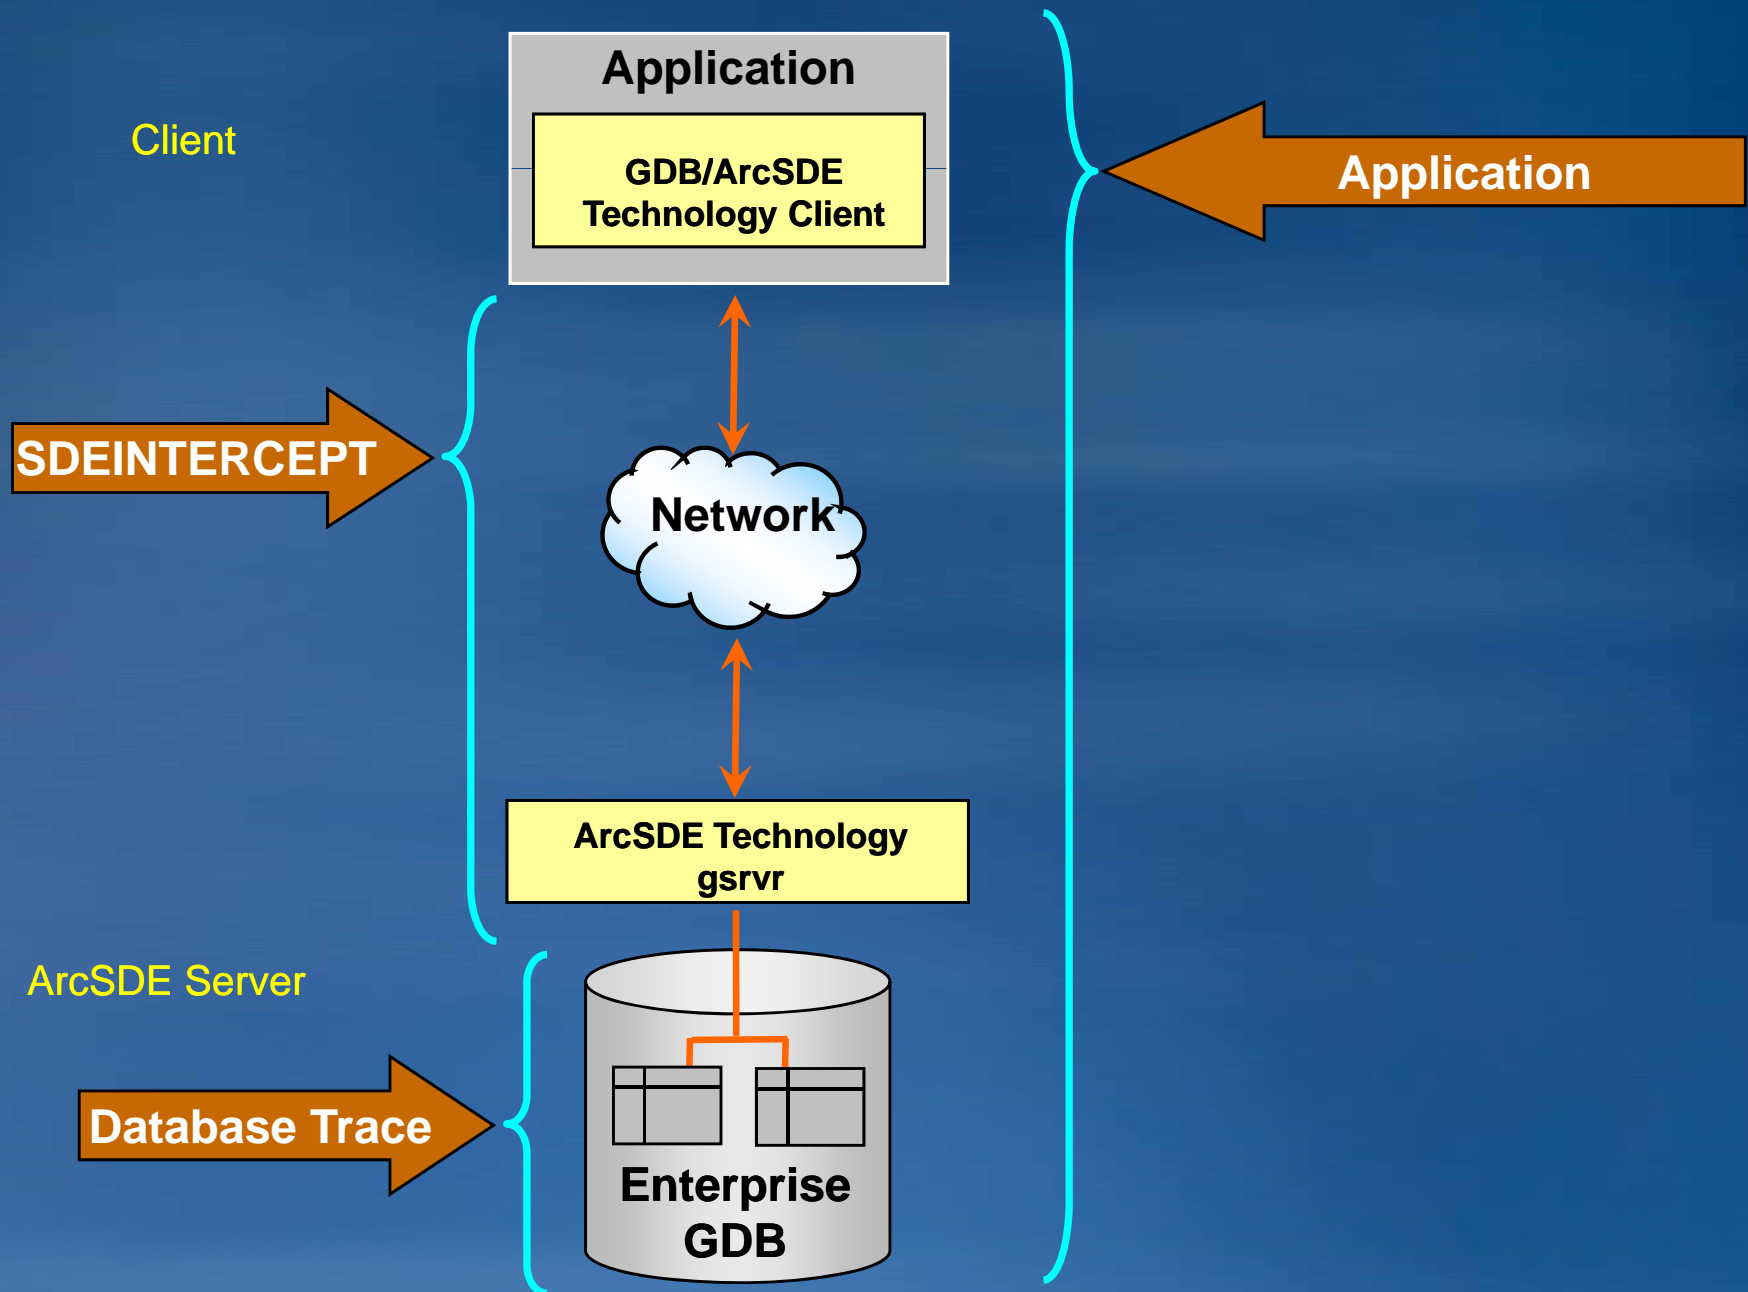 Application
Client
GDB/ArcSDE
Technology Client
Application
SDEINTERCEPT
Network
ArcSDE Technology
gsrvr
ArcSDE Server
Database Trace
Enterprise
GDB